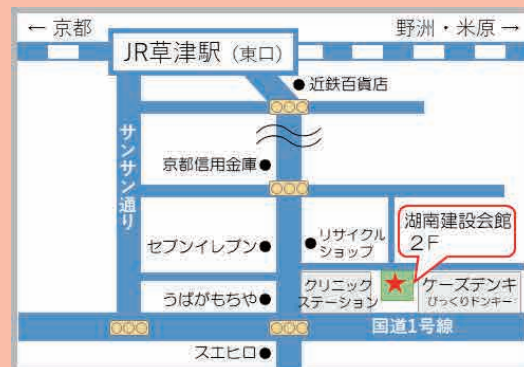 ← 京都
野洲・米原 →
JR草津駅（東口）
近鉄百貨店
サンサン通り
京都信用金庫
セブンイレブン
リサイクル
ショップ
湖南建設会館
２Ｆ
うばがもちや
クリニック
ステーション
ケーズデンキ
びっくりドンキー
国道1号線
スエヒロ